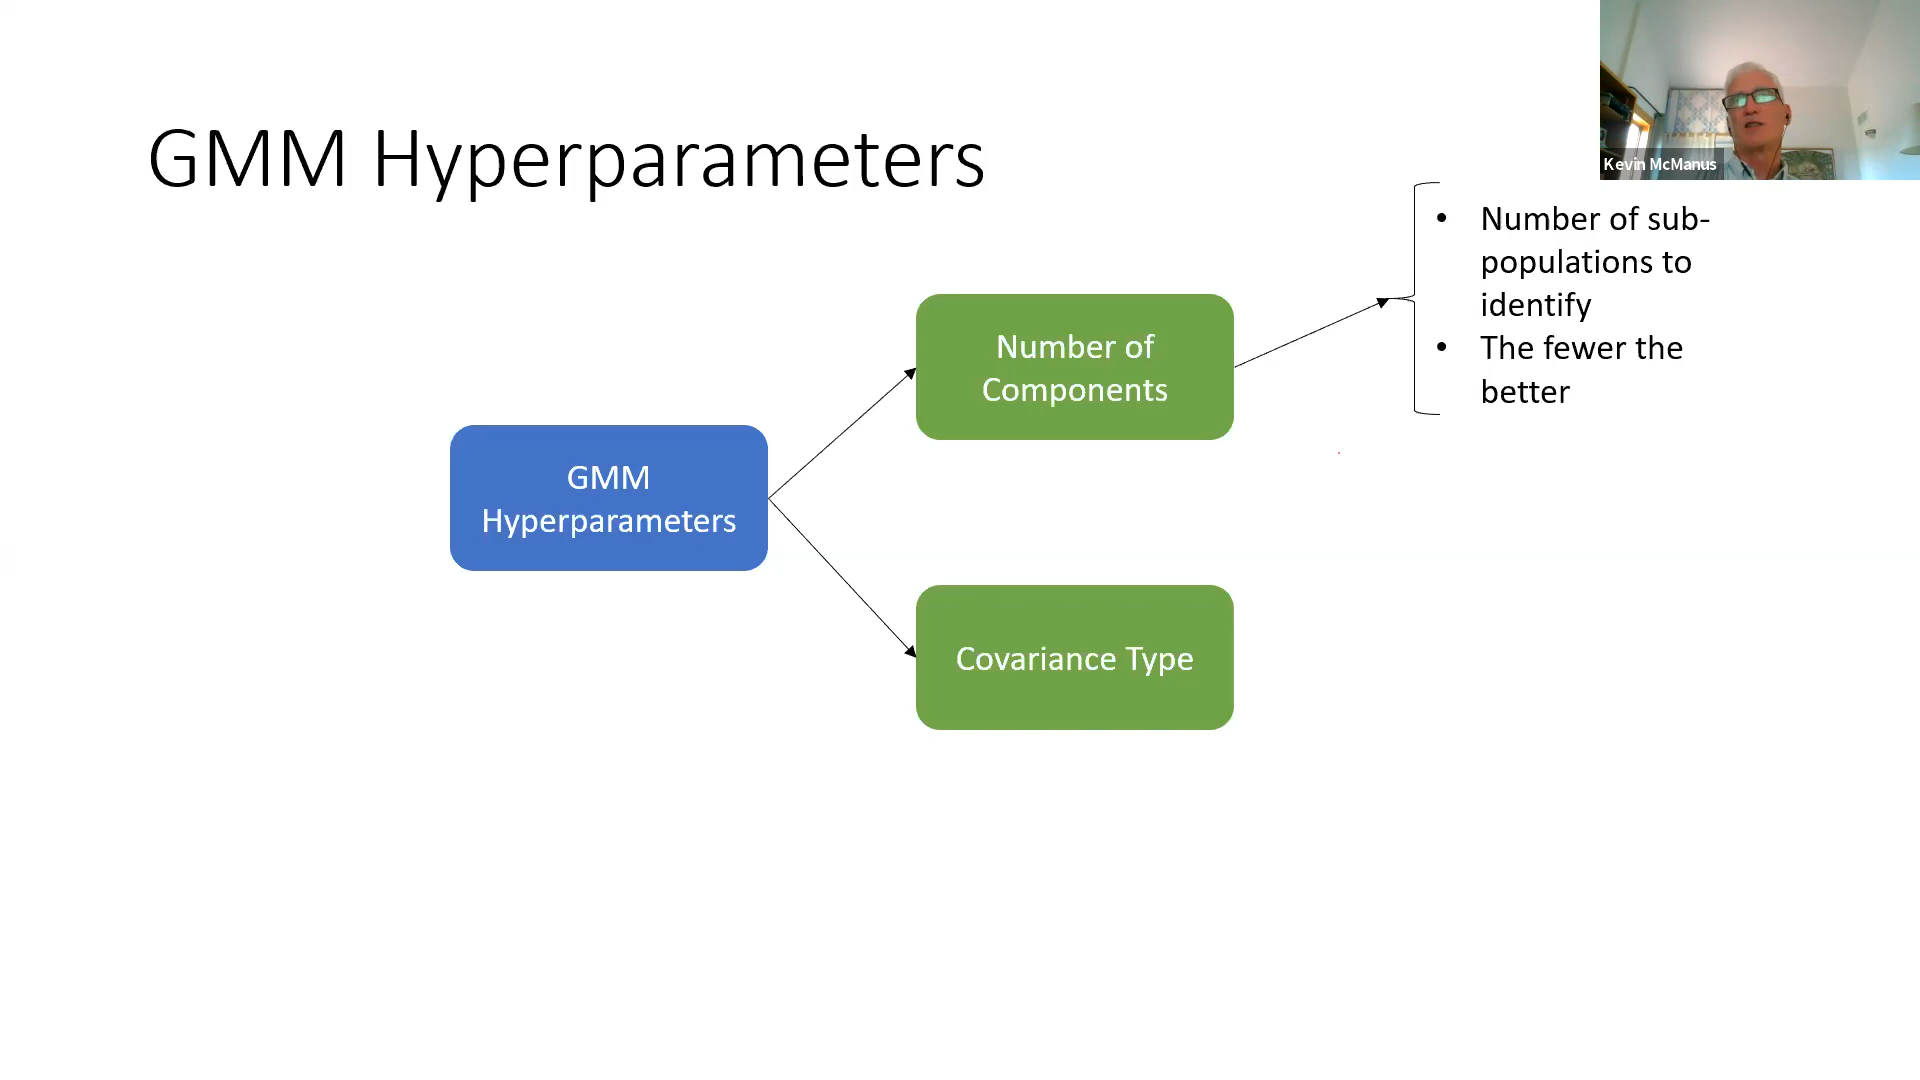 GMM Hyperparameters
Kevin McManus
• Number of sub-
populations to
identify
• The fewer the
better
Number of
Components
GMM
Hyperparameters
Covariance Type